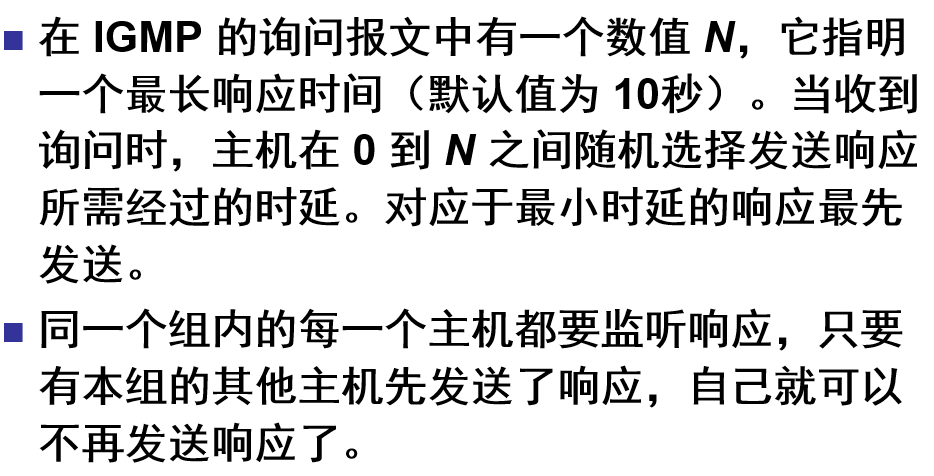 在 IGMP 的询问报文中有一个数值 N，它指明
一个最长响应时间（默认值为 10秒）。当收到
询问时，主机在 0 到 N 之间随机选择发送响应
所需经过的时延。对应于最小时延的响应最先
发送。
同一个组内的每一个主机都要监听响应，只要
有本组的其他主机先发送了响应，自己就可以
不再发送响应了。